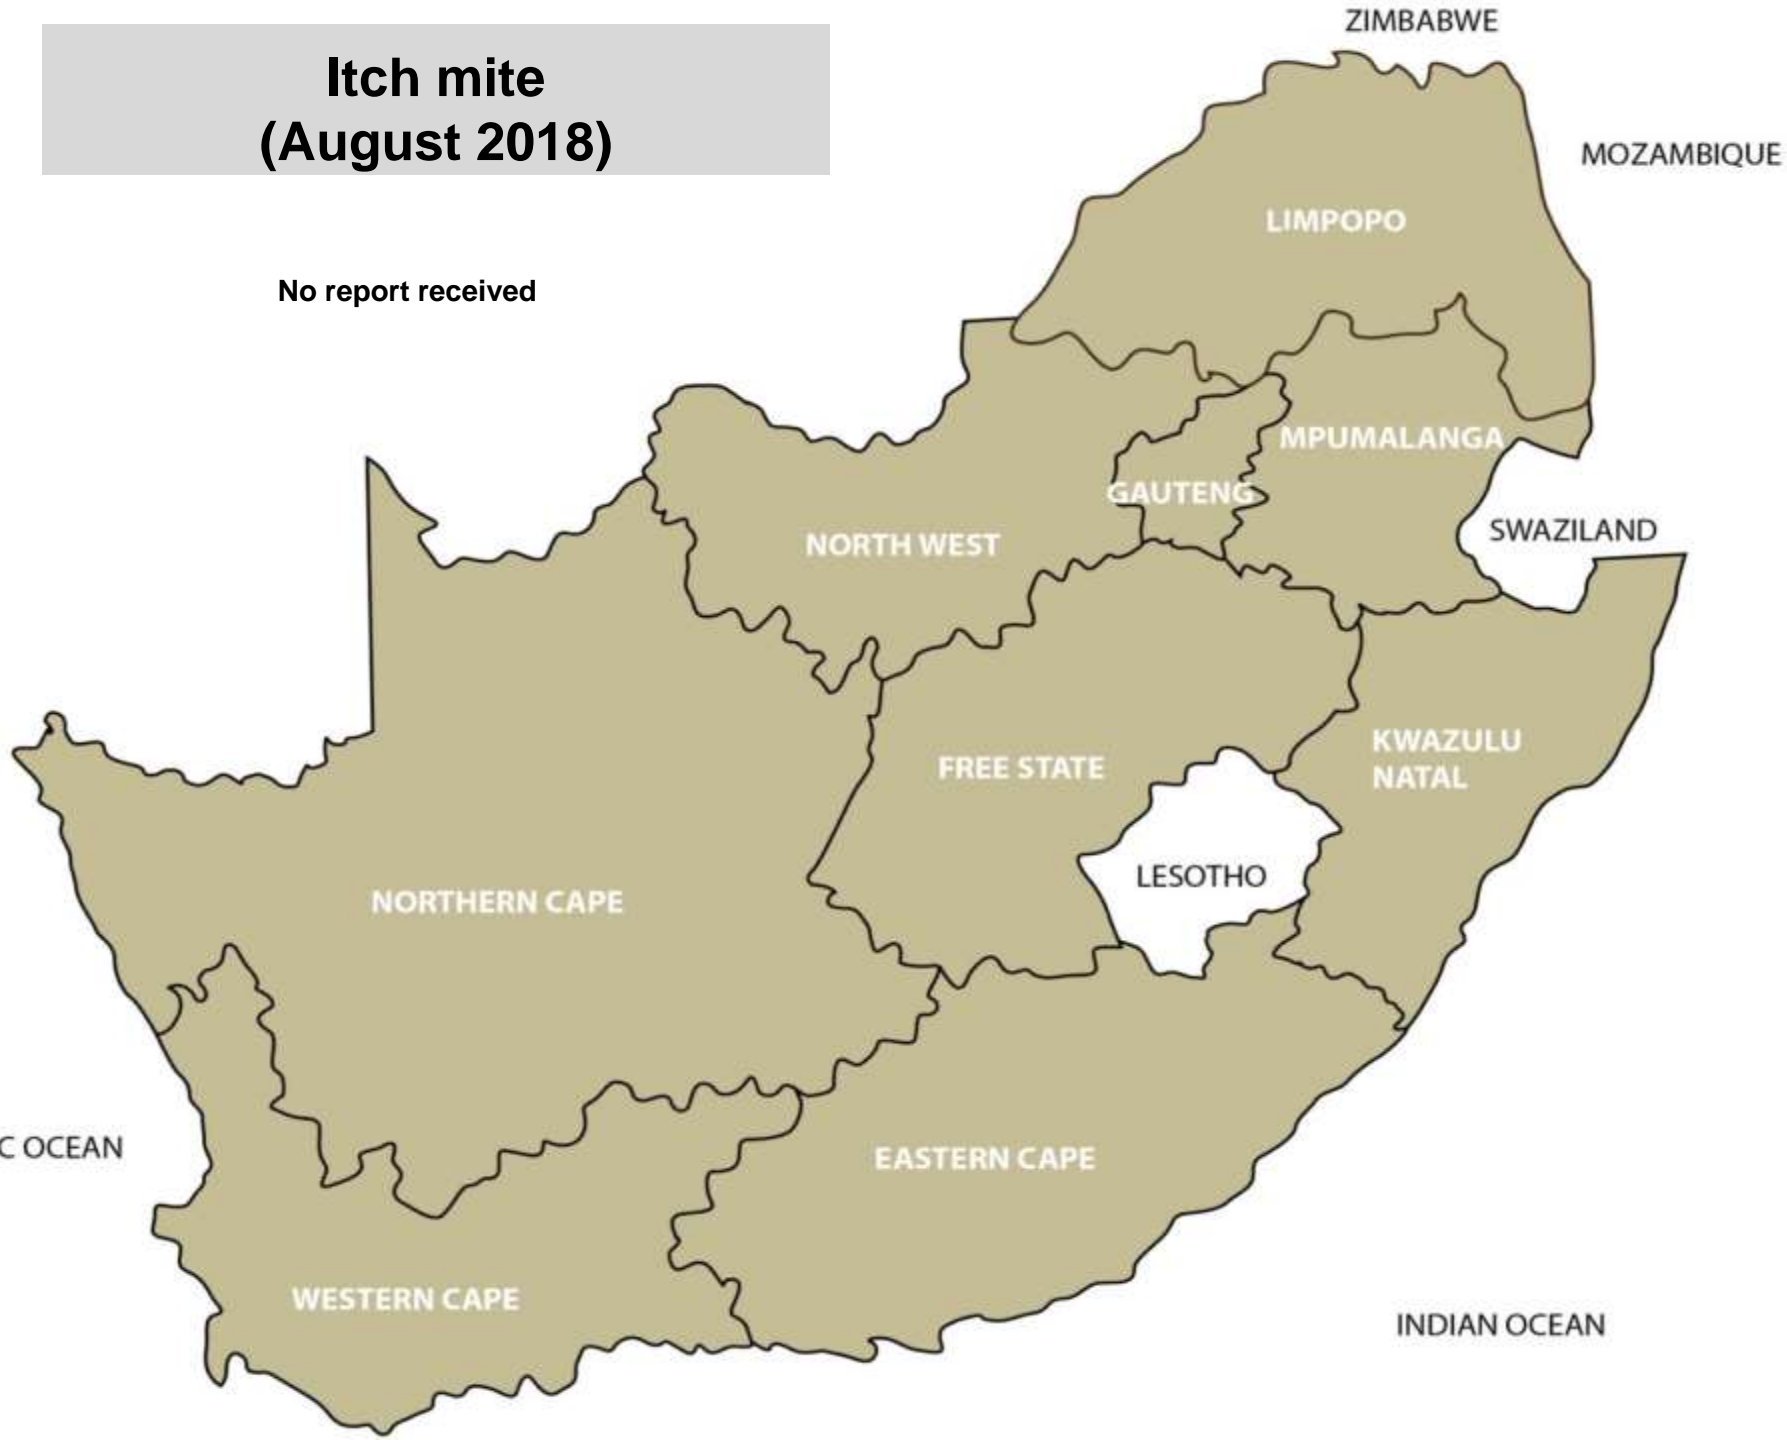 ZIMBABWE
Itch mite
(August 2018)
MOZAMBIQUE
LIMPOPO
No report received
MPUMALANGA
GAUTENG
SWAZILAND
NORTH WEST
KWAZULU
NATAL
FREE STATE
LESOTHO
NORTHERN CAPE
C OCEAN
EASTERN CAPE
WESTERN CAPE
INDIAN OCEAN